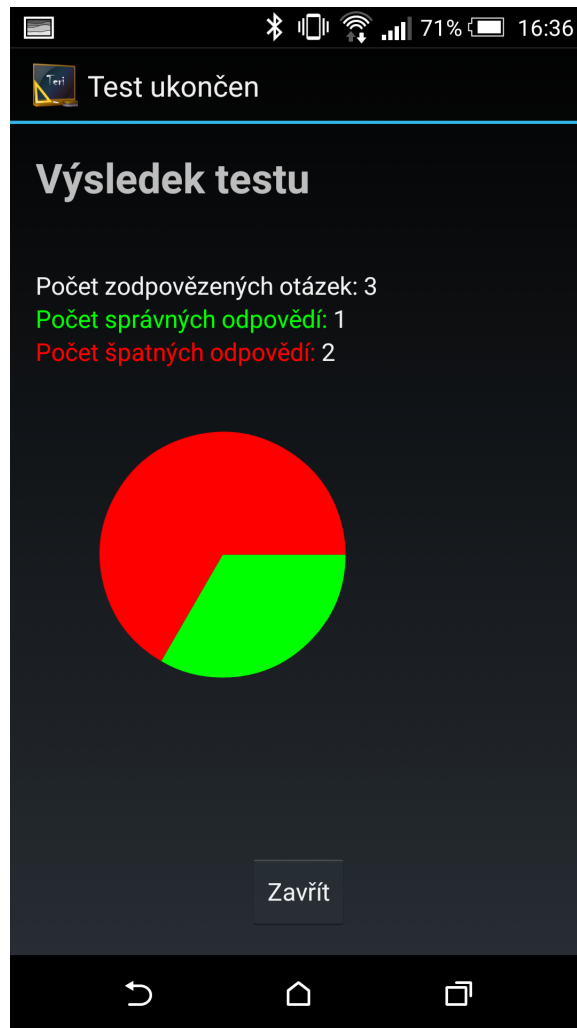 71% 16:36
Teri
Test ukončen
Výsledek testu
Počet zodpovězených otázek: 3
Počet správných odpovědí: 1
Počet špatných odpovědí: 2
Zavřít